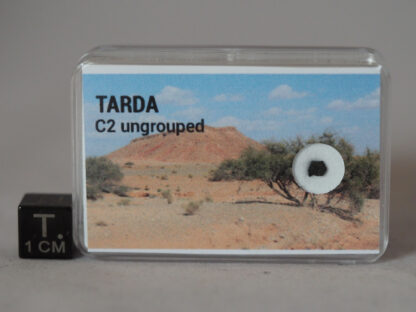 TARDA
C2 ungrouped
T.
1 CM